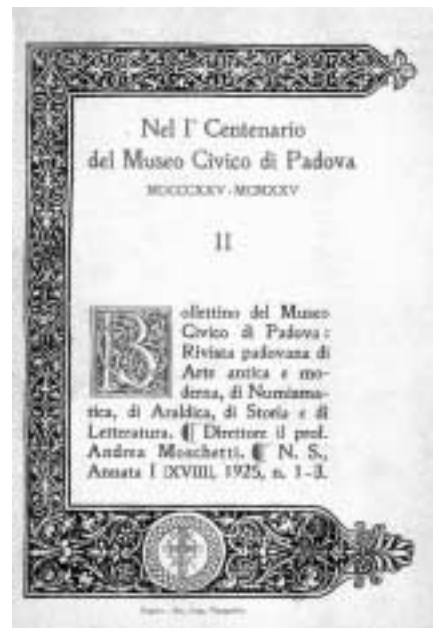 Nel I° Centenario
del Museo Civico di Padova
MDCCCXXV - MCMXXV
II
Bollettino del Museo
Civico di Padova:
Rivista padovana di
Arte antica e mo-
derna, di Numisma-
tica, di Araldica, di Storia e di
Letteratura. ¶ Direttore il prof.
Andrea Moschetti. ¶ N. S.,
Annata I (XVIII), 1925, n. 1-3.